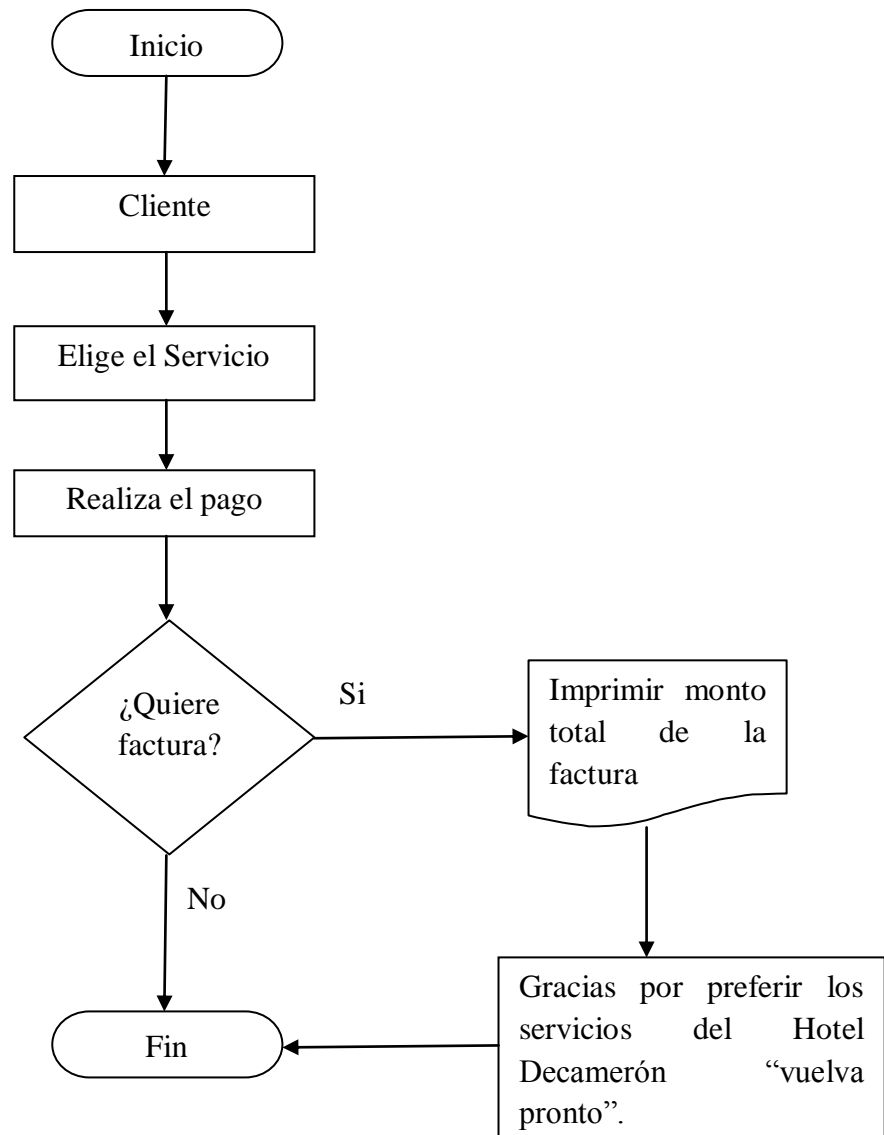 Inicio
Cliente
Elige el Servicio
Realiza el pago
¿Quiere
factura?
Si
Imprimir monto
total de la
factura
No
Gracias por preferir los
servicios del Hotel
Decamerón “vuelva
pronto”.
Fin